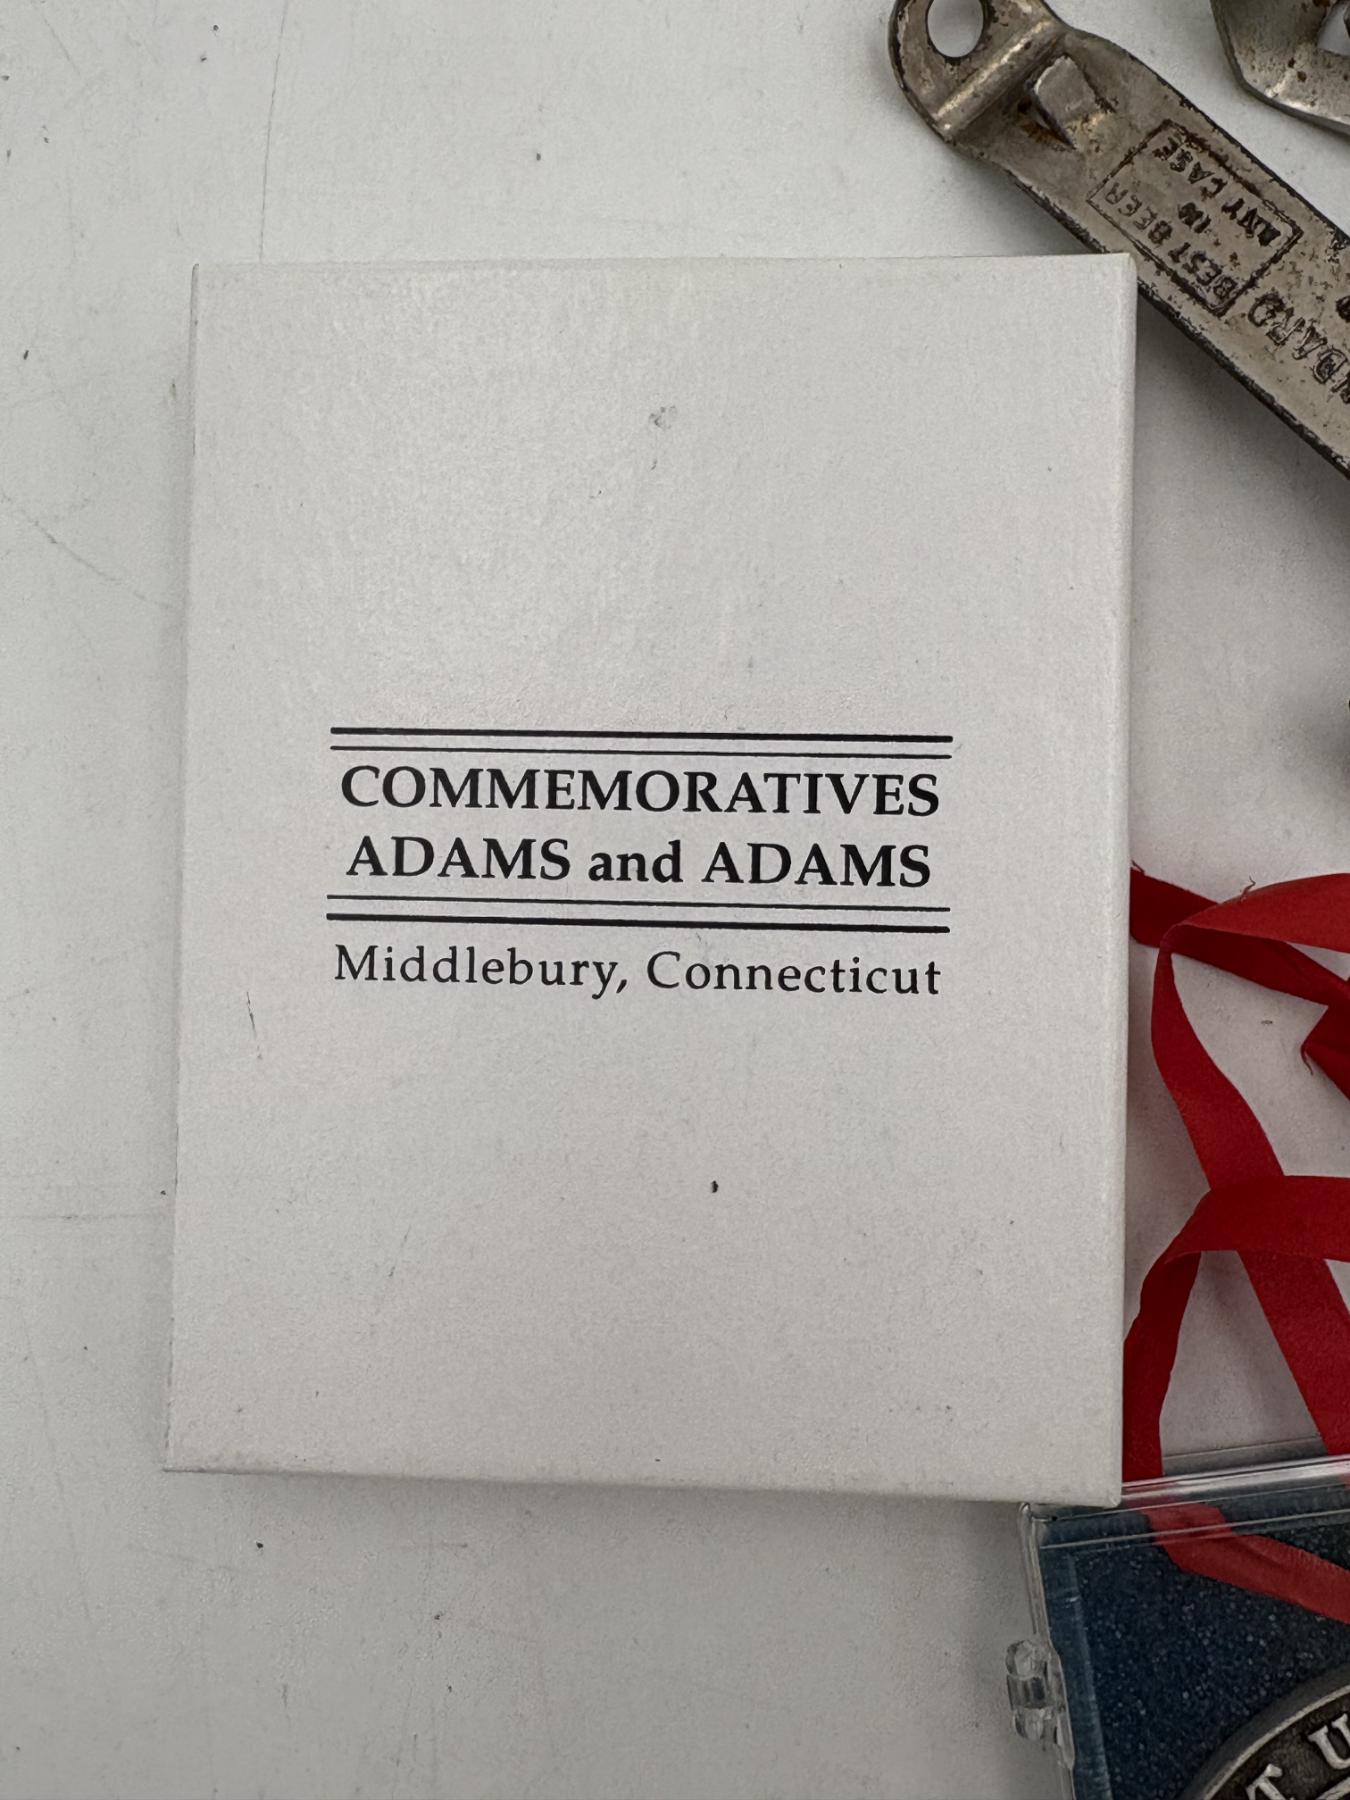 COMMEMORATIVES
ADAMS and ADAMS
Middlebury, Connecticut
BEST BEER
IN
ANY CASE